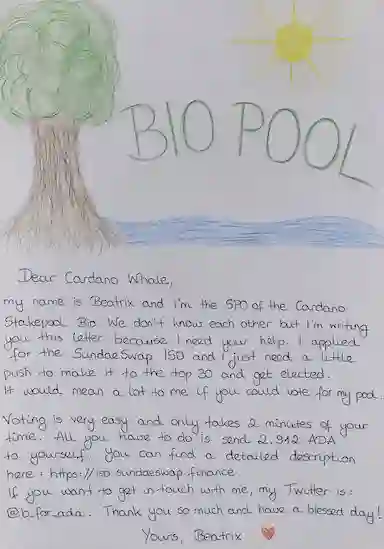 BIO POOL
Dear Cardano Whale,
my name is Beatrix and I'm the SPO of the Cardano
Stakepool Bio. We don't know each other but I'm writing
you this letter because I need your help. I applied
for the SundaeSwap ISO and I just need a little
push to make it to the top 30 and get elected.
It would mean a lot to me if you could vote for my pool.
Voting is very easy and only takes 2 minutes of your
time. All you have to do is send 2.912 ADA
to yourself. You can find a detailed description
here: https://iso.sundaeswap.finance.
If you want to get in touch with me, my Twitter is:
@b_for_ada. Thank you so much and have a blessed day!
Yours, Beatrix